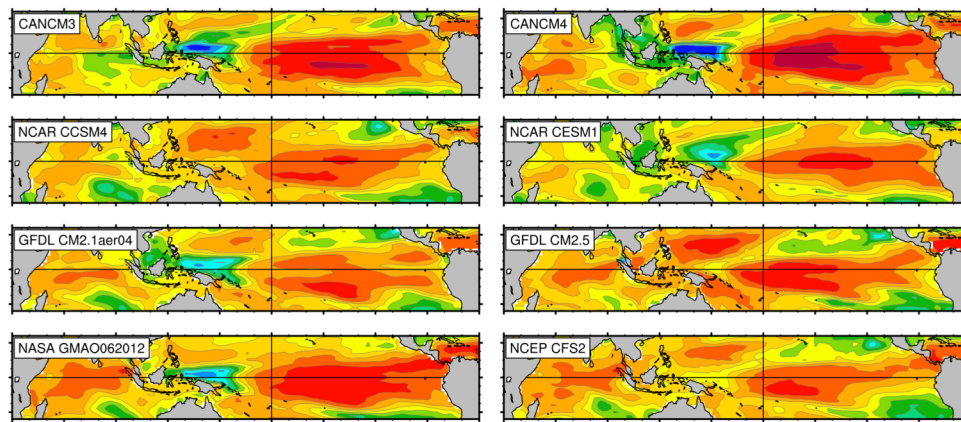 CANCM3
CANCM4
NCAR CCSM4
NCAR CESM1
GFDL CM2.1aer04
GFDL CM2.5
NASA GMAO062012
NCEP CFS2